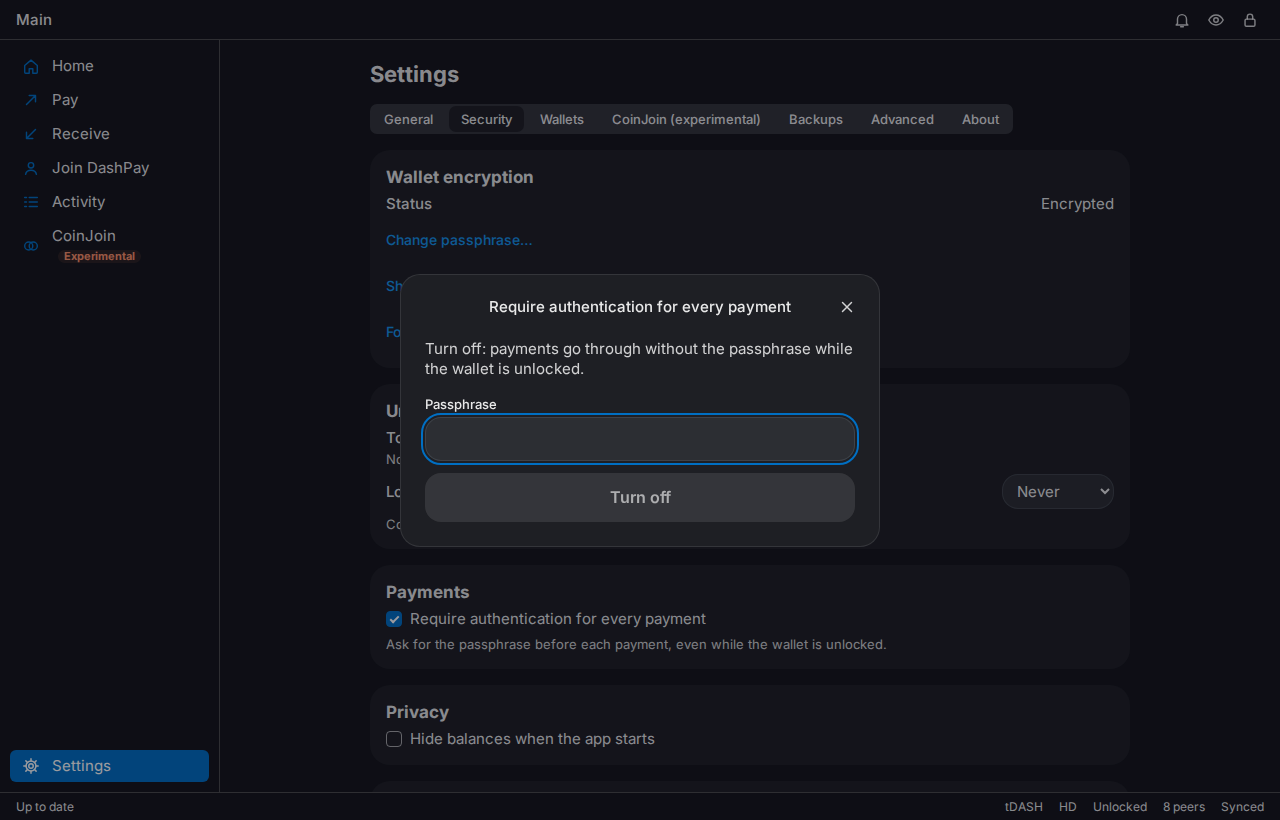 Main
Home
Pay
Receive
Join DashPay
Activity
CoinJoin
Experimental
Settings
Settings
General Security Wallets CoinJoin (experimental) Backups Advanced About
Wallet encryption
Status Encrypted
Change passphrase...
Require authentication for every payment
Turn off: payments go through without the passphrase while
the wallet is unlocked.
Passphrase
Turn off
Never
Payments
Require authentication for every payment
Ask for the passphrase before each payment, even while the wallet is unlocked.
Privacy
Hide balances when the app starts
Up to date tDASH HD Unlocked 8 peers Synced